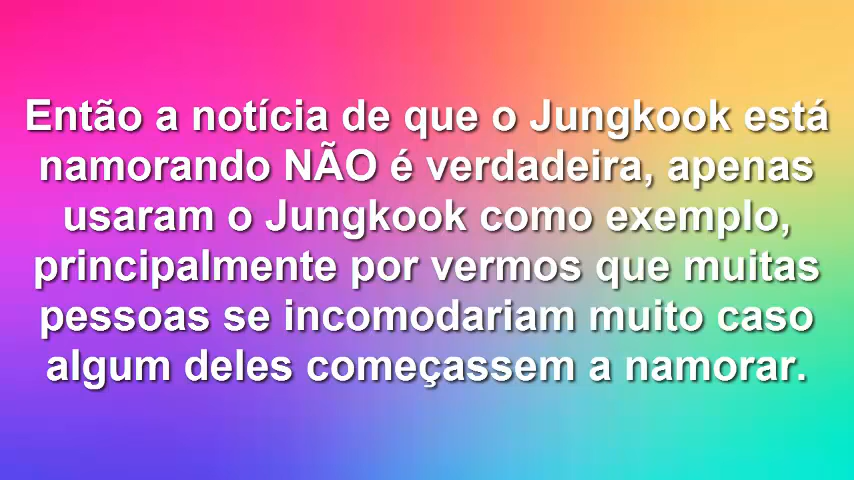 Então a notícia de que o Jungkook está
namorando NÃO é verdadeira, apenas
usaram o Jungkook como exemplo,
principalmente por vermos que muitas
pessoas se incomodariam muito caso
algum deles começassem a namorar.